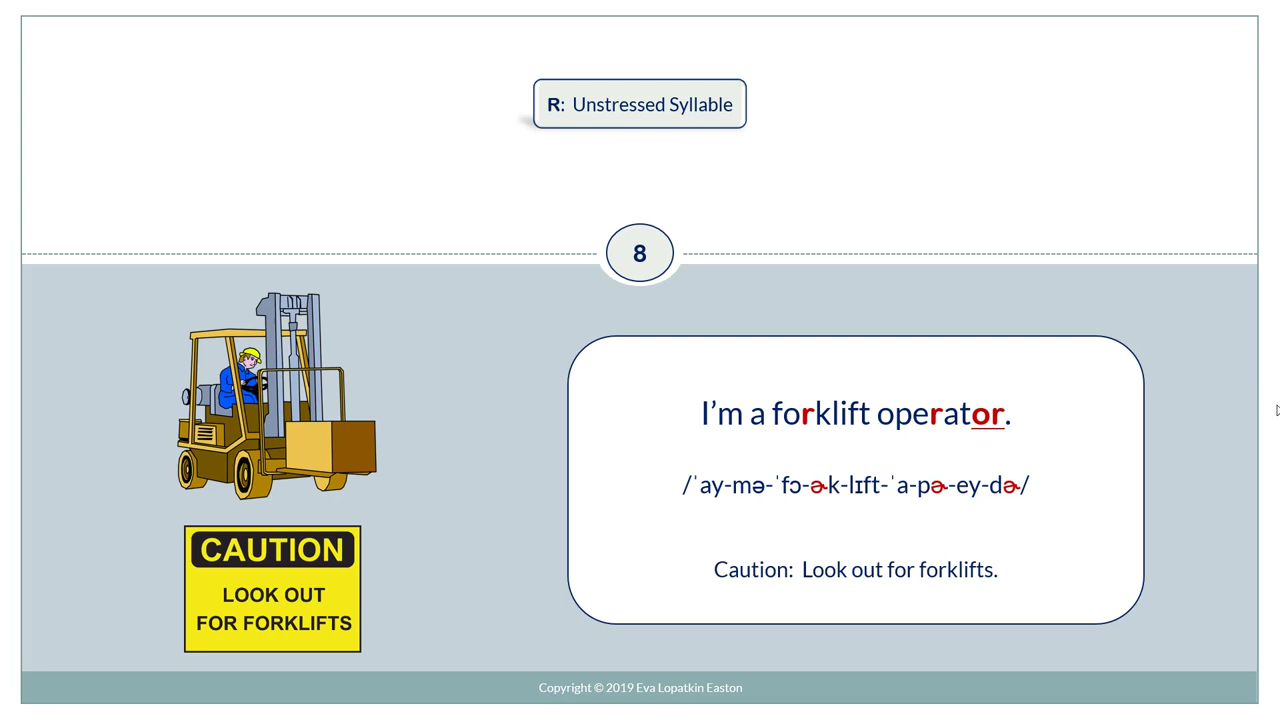 R: Unstressed Syllable
8
I’m a forklift operator.
/ˈay-mə-ˈfɔ-ɚk-lɪft-ˈa-pɚ-ey-dɚ/
Caution: Look out for forklifts.
CAUTION
LOOK OUT
FOR FORKLIFTS
Copyright © 2019 Eva Lopatkin Easton